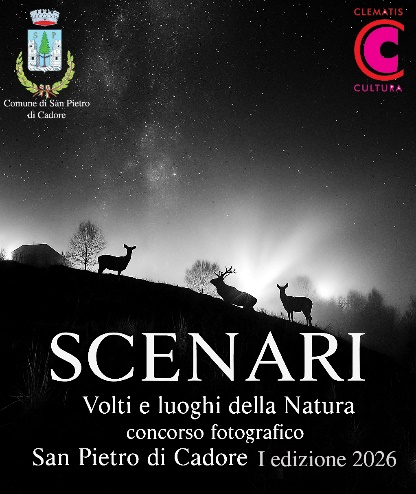 Comune di San Pietro
di Cadore
CLEMATIS
CULTURA
SCENARI
Volti e luoghi della Natura
concorso fotografico
San Pietro di Cadore I edizione 2026